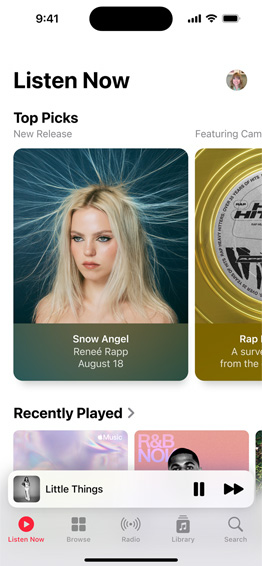 9:41
Listen Now
Top Picks
New Release
Featuring Cam
Snow Angel
Reneé Rapp
August 18
Rap
A surve
from the
Recently Played
Music
R&B
NOW
Little Things
Listen Now
Browse
Radio
Library
Search